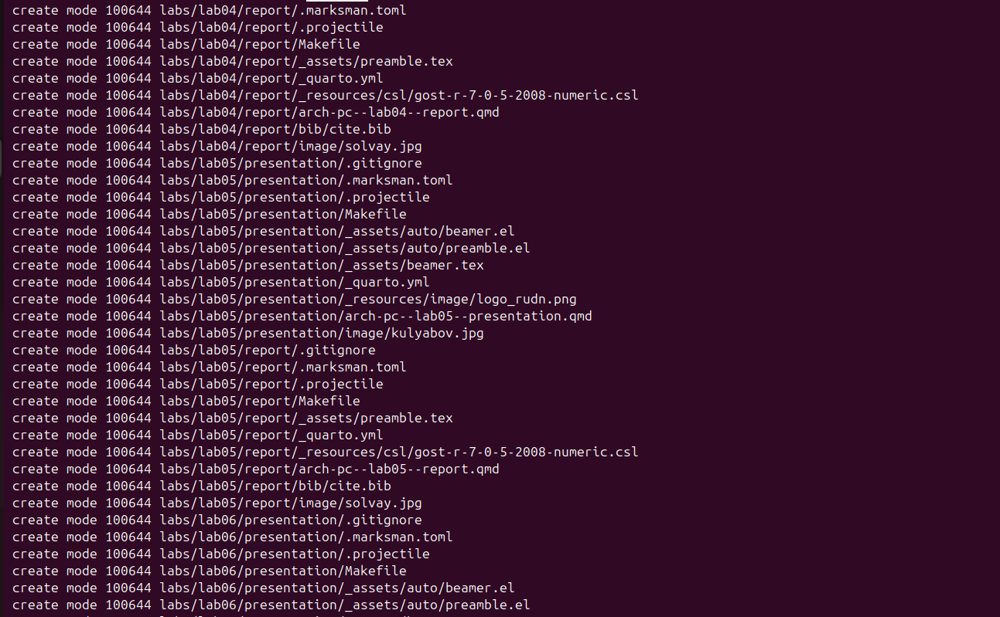 create mode 100644 labs/lab04/report/.marksman.toml
create mode 100644 labs/lab04/report/.projectile
create mode 100644 labs/lab04/report/Makefile
create mode 100644 labs/lab04/report/_assets/preamble.tex
create mode 100644 labs/lab04/report/_quarto.yml
create mode 100644 labs/lab04/report/_resources/csl/gost-r-7-0-5-2008-numeric.csl
create mode 100644 labs/lab04/report/arch-pc--lab04--report.qmd
create mode 100644 labs/lab04/report/bib/cite.bib
create mode 100644 labs/lab04/report/image/solvay.jpg
create mode 100644 labs/lab05/presentation/.gitignore
create mode 100644 labs/lab05/presentation/.marksman.toml
create mode 100644 labs/lab05/presentation/.projectile
create mode 100644 labs/lab05/presentation/Makefile
create mode 100644 labs/lab05/presentation/_assets/auto/beamer.el
create mode 100644 labs/lab05/presentation/_assets/auto/preamble.el
create mode 100644 labs/lab05/presentation/_assets/beamer.tex
create mode 100644 labs/lab05/presentation/_quarto.yml
create mode 100644 labs/lab05/presentation/_resources/image/logo_rudn.png
create mode 100644 labs/lab05/presentation/arch-pc--lab05--presentation.qmd
create mode 100644 labs/lab05/presentation/image/kulyabov.jpg
create mode 100644 labs/lab05/report/.gitignore
create mode 100644 labs/lab05/report/.marksman.toml
create mode 100644 labs/lab05/report/.projectile
create mode 100644 labs/lab05/report/Makefile
create mode 100644 labs/lab05/report/_assets/preamble.tex
create mode 100644 labs/lab05/report/_quarto.yml
create mode 100644 labs/lab05/report/_resources/csl/gost-r-7-0-5-2008-numeric.csl
create mode 100644 labs/lab05/report/arch-pc--lab05--report.qmd
create mode 100644 labs/lab05/report/bib/cite.bib
create mode 100644 labs/lab05/report/image/solvay.jpg
create mode 100644 labs/lab06/presentation/.gitignore
create mode 100644 labs/lab06/presentation/.marksman.toml
create mode 100644 labs/lab06/presentation/.projectile
create mode 100644 labs/lab06/presentation/Makefile
create mode 100644 labs/lab06/presentation/_assets/auto/beamer.el
create mode 100644 labs/lab06/presentation/_assets/auto/preamble.el